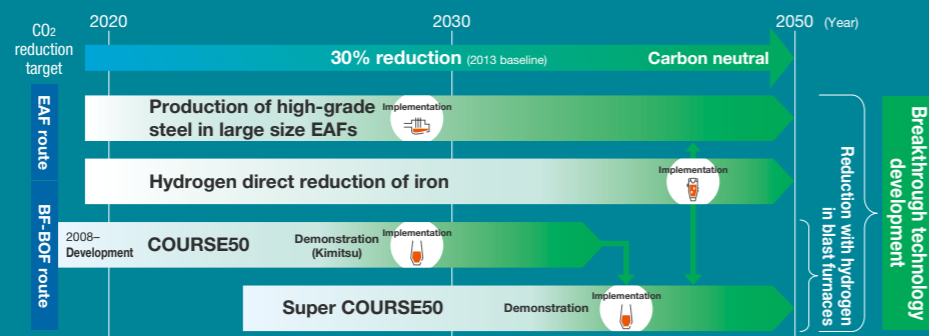 2020
2030
2050 (Year)
CO2
reduction
target
30% reduction (2013 baseline)
Carbon neutral
EAF route
Production of high-grade
steel in large size EAFs
Implementation
Hydrogen direct reduction of iron
Implementation
BF-BOF route
2008–
Development
COURSE50
Demonstration
(Kimitsu)
Implementation
Super COURSE50
Demonstration
Implementation
Reduction with hydrogen
in blast furnaces
Breakthrough technology
development